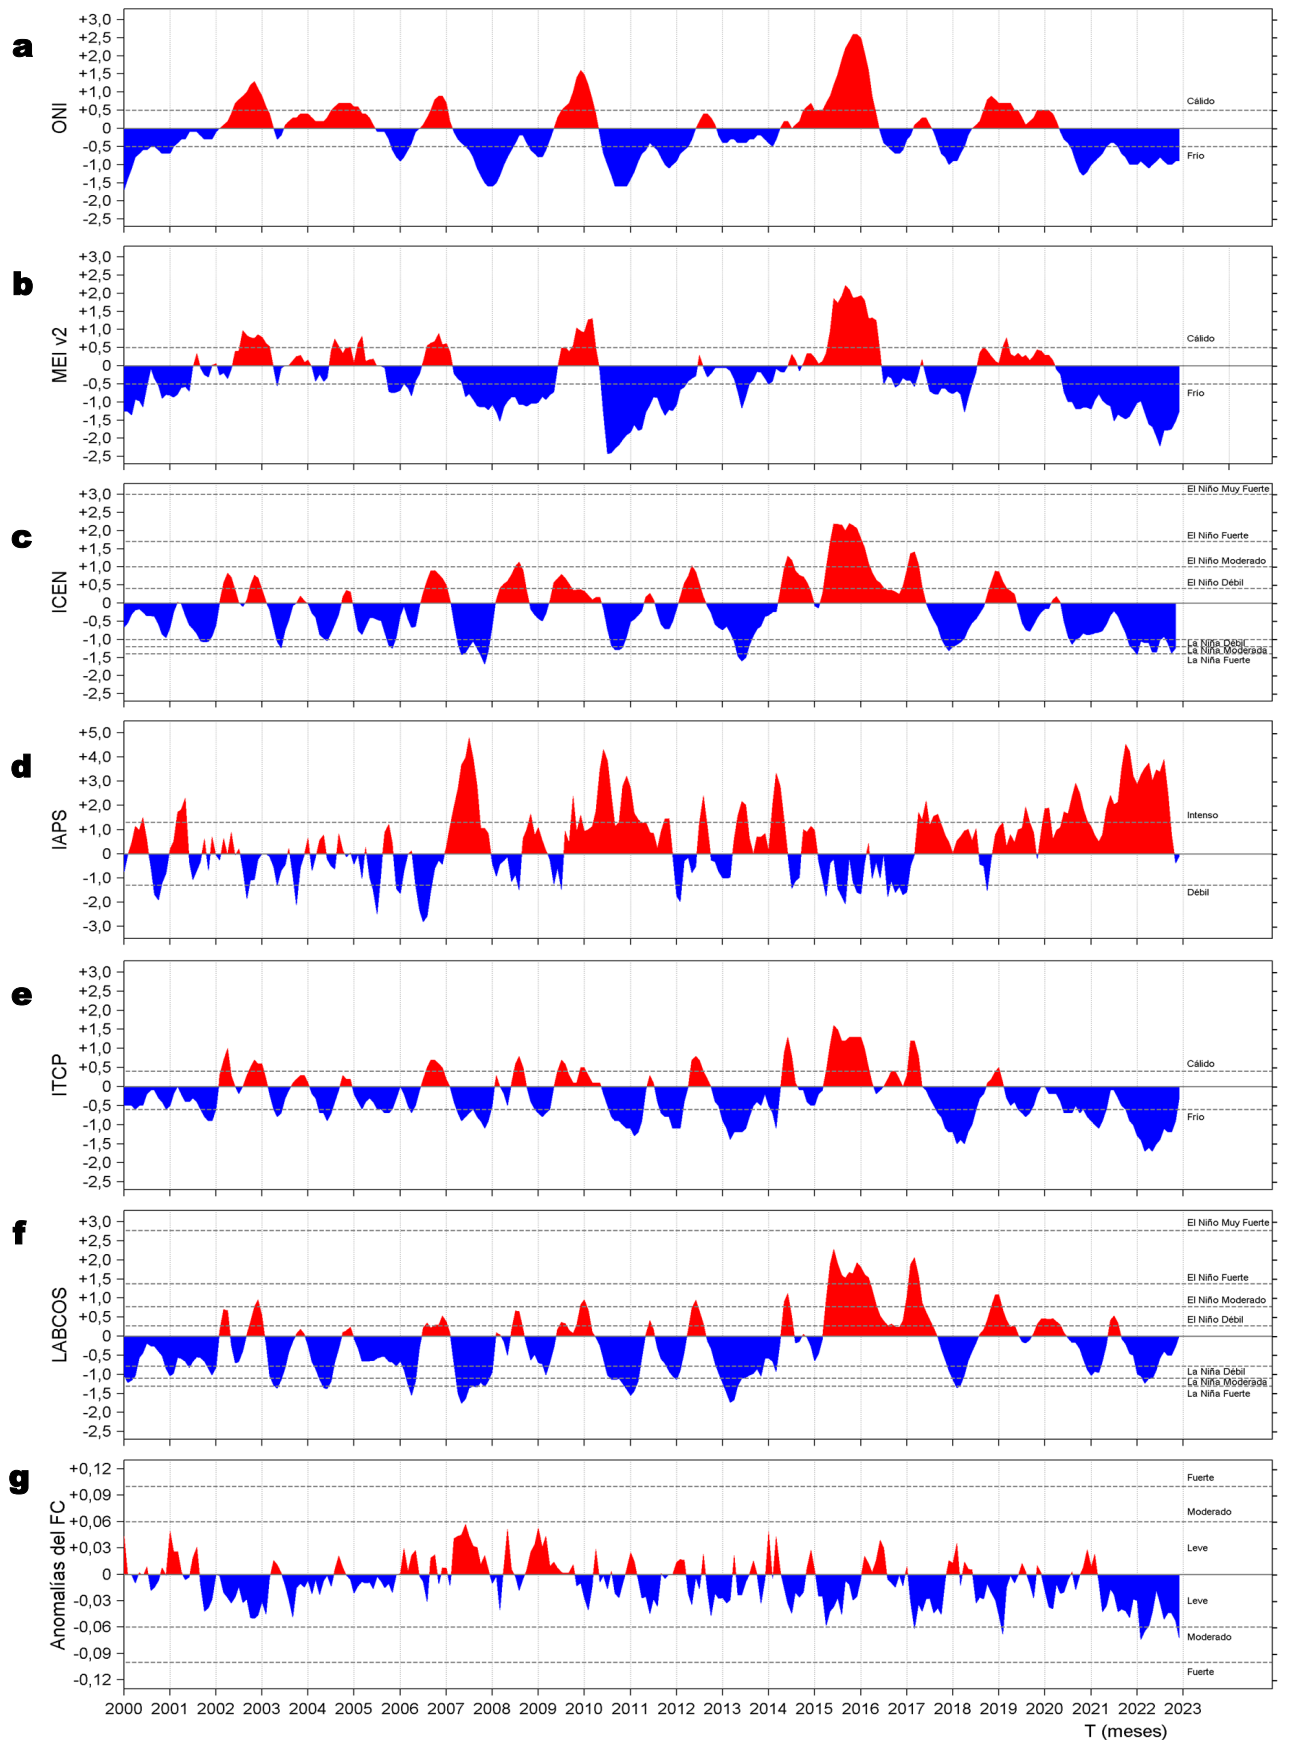 a
ONI
+3,0
+2,5
+2,0
+1,5
+1,0
+0,5
0
-0,5
-1,0
-1,5
-2,0
-2,5
Cálido
Frío
b
MEI v2
+3,0
+2,5
+2,0
+1,5
+1,0
+0,5
0
-0,5
-1,0
-1,5
-2,0
-2,5
Cálido
Frío
c
ICEN
+3,0
+2,5
+2,0
+1,5
+1,0
+0,5
0
-0,5
-1,0
-1,5
-2,0
-2,5
El Niño Muy Fuerte
El Niño Fuerte
El Niño Moderado
El Niño Débil
La Niña Débil
La Niña Moderada
La Niña Fuerte
d
IAPS
+5,0
+4,0
+3,0
+2,0
+1,0
0
-1,0
-2,0
-3,0
Intenso
Débil
e
ITCP
+3,0
+2,5
+2,0
+1,5
+1,0
+0,5
0
-0,5
-1,0
-1,5
-2,0
-2,5
Cálido
Frío
f
LABCOS
+3,0
+2,5
+2,0
+1,5
+1,0
+0,5
0
-0,5
-1,0
-1,5
-2,0
-2,5
El Niño Muy Fuerte
El Niño Fuerte
El Niño Moderado
El Niño Débil
La Niña Débil
La Niña Moderada
La Niña Fuerte
g
Anomalías del FC
+0,12
+0,09
+0,06
+0,03
0
-0,03
-0,06
-0,09
-0,12
Fuerte
Moderado
Leve
Leve
Moderado
Fuerte
2000 2001 2002 2003 2004 2005 2006 2007 2008 2009 2010 2011 2012 2013 2014 2015 2016 2017 2018 2019 2020 2021 2022 2023
T (meses)